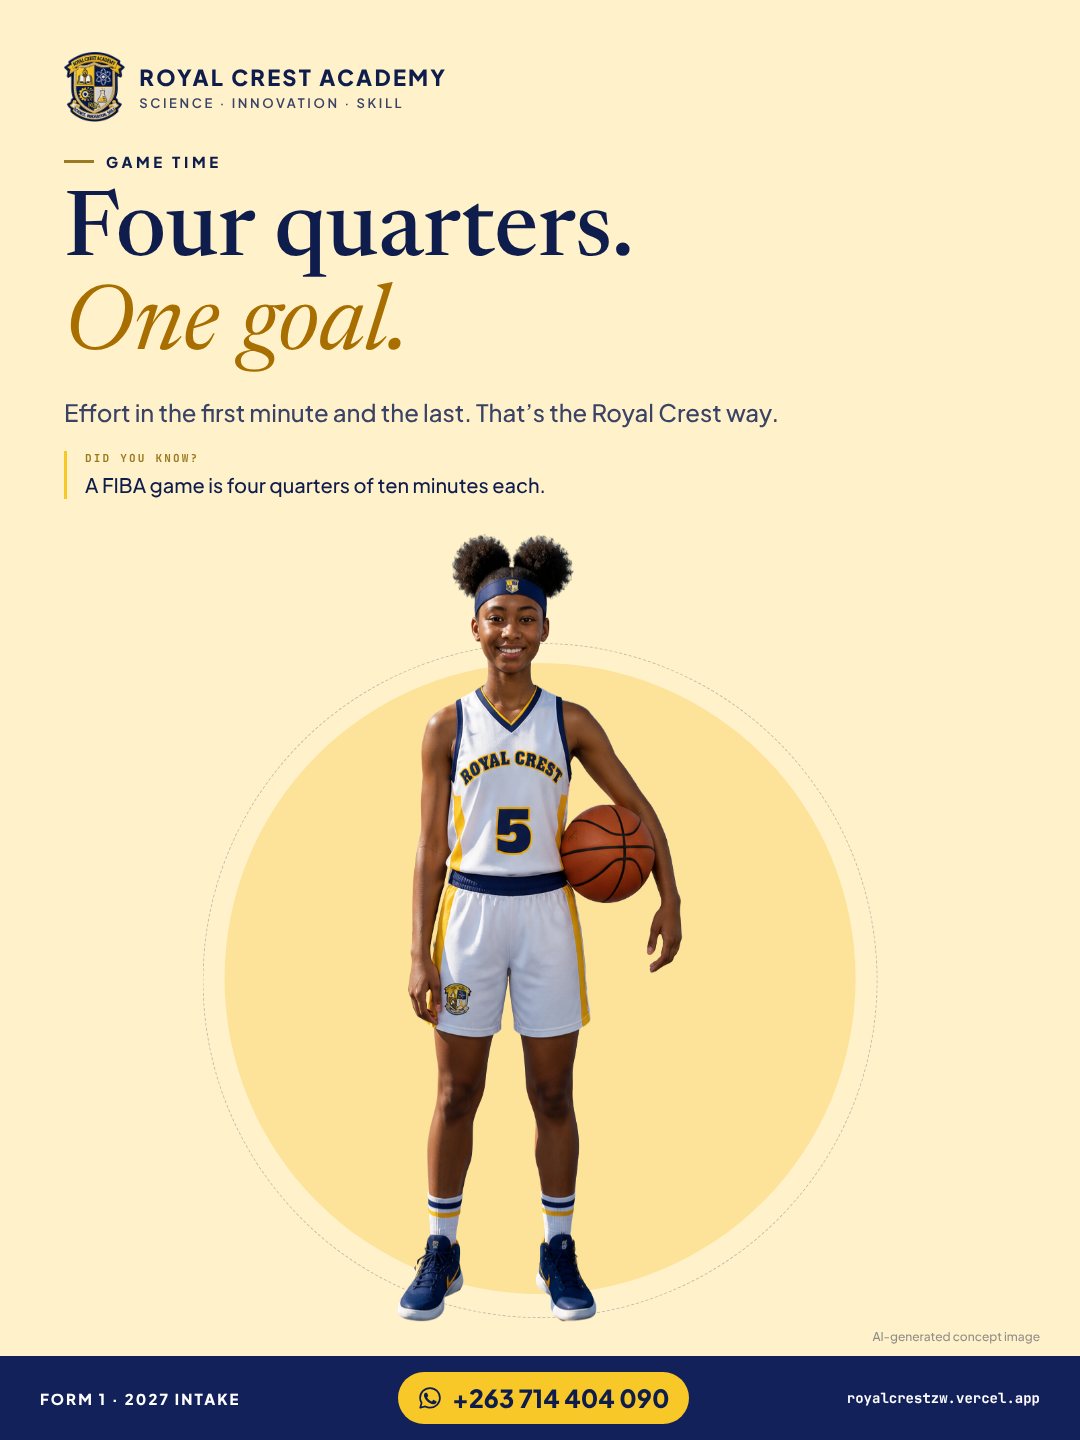 ROYAL CREST ACADEMY
SCIENCE · INNOVATION · SKILL
GAME TIME
Four quarters.
One goal.
Effort in the first minute and the last. That’s the Royal Crest way.
DID YOU KNOW?
A FIBA game is four quarters of ten minutes each.
ROYAL CREST
5
AI-generated concept image
FORM 1 · 2027 INTAKE
+263 714 404 090
royalcrestzw.vercel.app